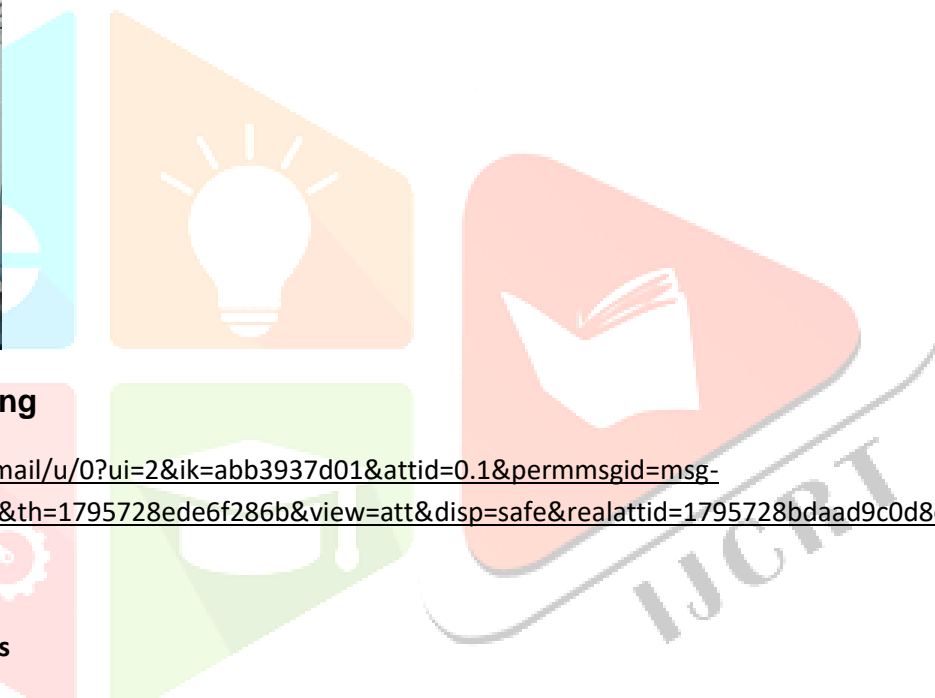 ng
mail/u/0?ui=2&ik=abb3937d01&attid=0.1&permmsgid=msg-
&th=1795728ede6f286b&view=att&disp=safe&realattid=1795728bdaad9c0d8
s
IJCRT